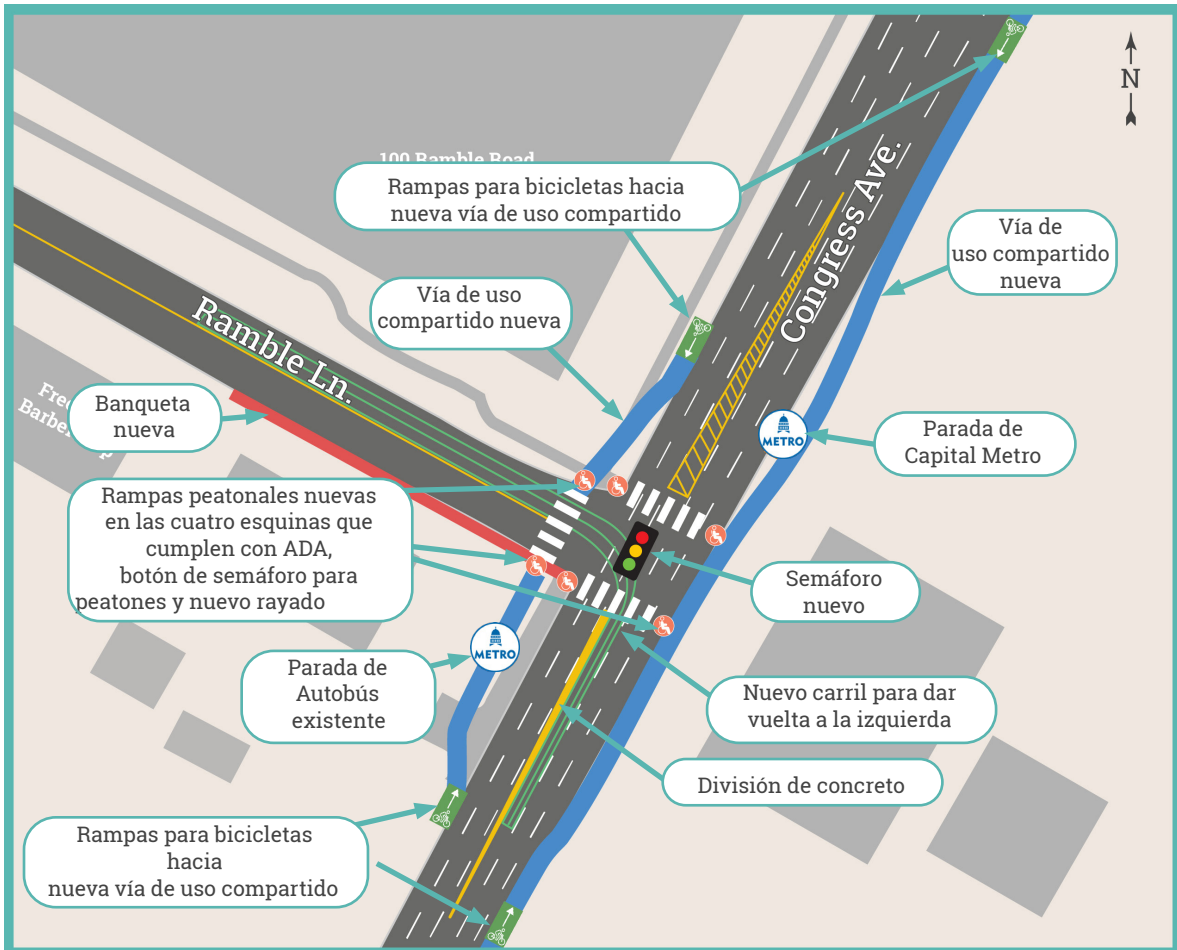 N
100 Ramble Road
Rampas para bicicletas hacia
nueva vía de uso compartido
Congress Ave.
Vía de
uso compartido
nueva
Vía de uso
compartido nueva
Ramble Ln.
Banqueta
nueva
METRO
Parada de
Capital Metro
Rampas peatonales nuevas
en las cuatro esquinas que
cumplen con ADA,
botón de semáforo para
peatones y nuevo rayado
Semáforo
nuevo
METRO
Parada de
Autobús
existente
Nuevo carril para dar
vuelta a la izquierda
División de concreto
Rampas para bicicletas
hacia
nueva vía de uso compartido